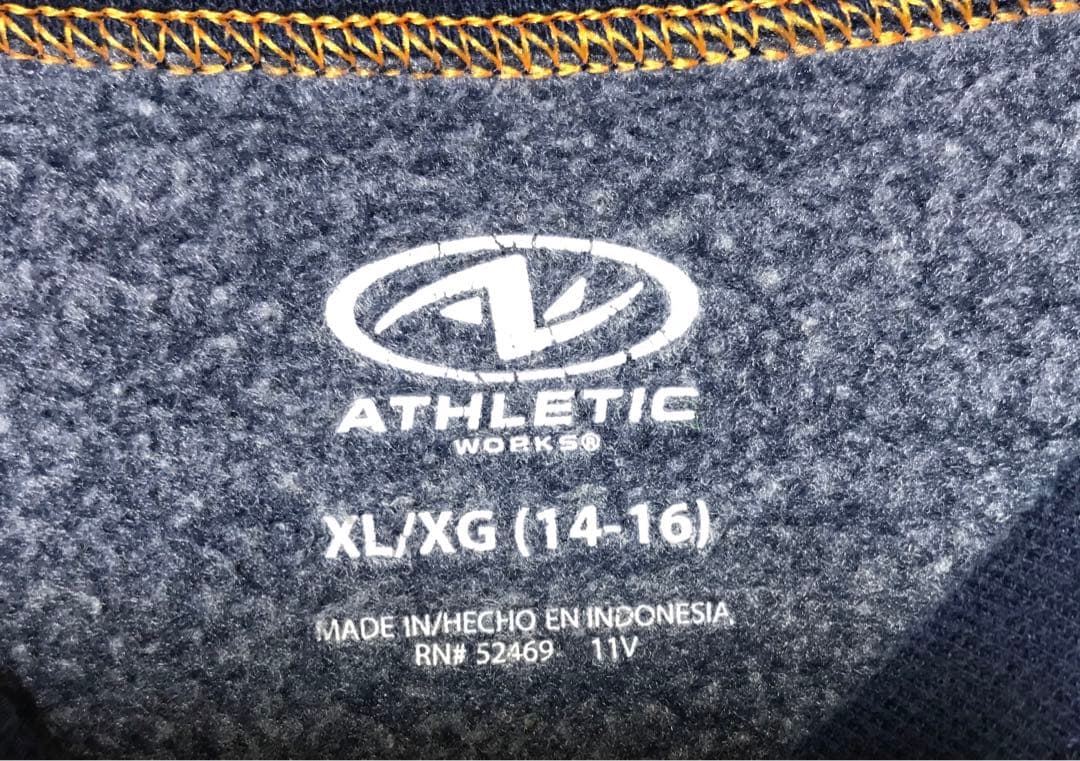 ATHLETIC
WORKS®
XL/XG (14-16)
MADE IN/HECHO EN INDONESIA
RN# 52469 11V